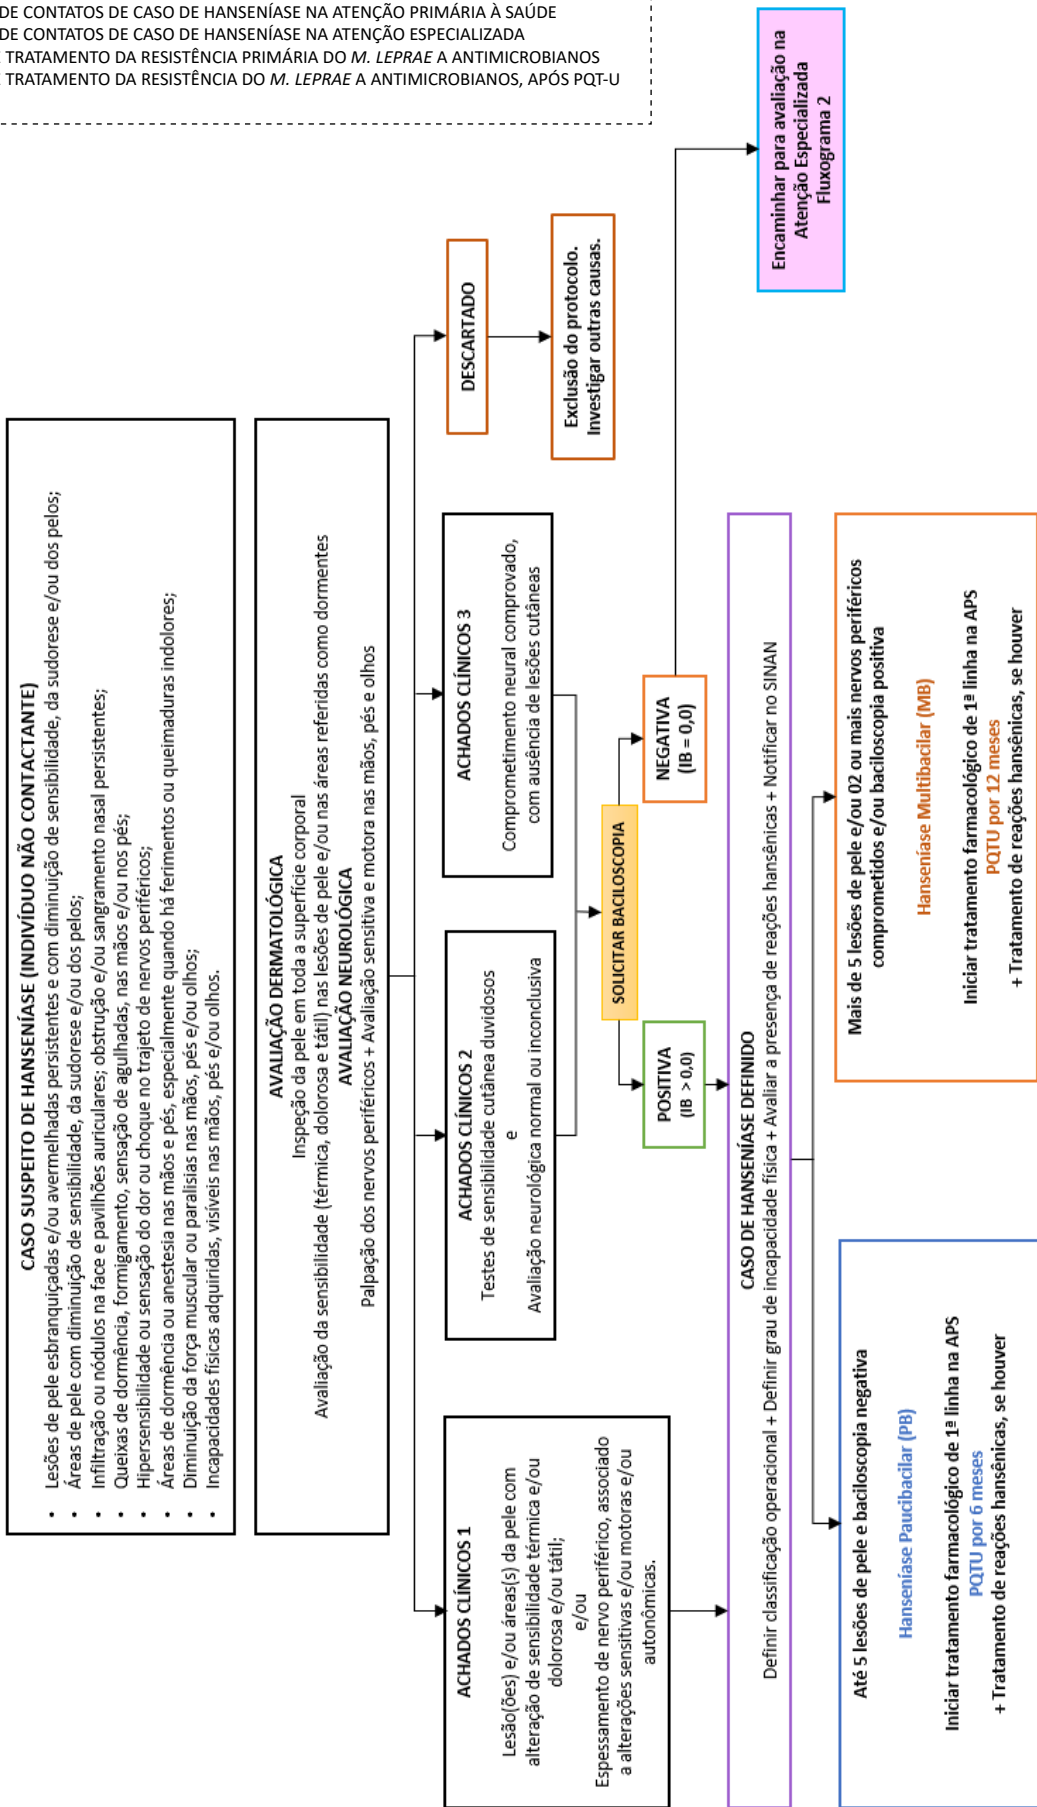 DE CONTATOS DE CASO DE HANSENÍASE NA ATENÇÃO PRIMÁRIA À SAÚDE
DE CONTATOS DE CASO DE HANSENÍASE NA ATENÇÃO ESPECIALIZADA
E TRATAMENTO DA RESISTÊNCIA PRIMÁRIA DO M. LEPRAE A ANTIMICROBIANOS
E TRATAMENTO DA RESISTÊNCIA DO M. LEPRAE A ANTIMICROBIANOS, APÓS PQT-U
CASO SUSPEITO DE HANSENÍASE (INDIVÍDUO NÃO CONTACTANTE)
• Lesões de pele esbranquiçadas e/ou avermelhadas persistentes e com diminuição de sensibilidade, da sudorese e/ou dos pelos;
• Áreas de pele com diminuição de sensibilidade, da sudorese e/ou dos pelos;
• Infiltração ou nódulos na face e pavilhões auriculares; obstrução e/ou sangramento nasal persistentes;
• Queixas de dormência, formigamento, sensação de agulhadas, nas mãos e/ou nos pés;
• Hipersensibilidade ou sensação do dor ou choque no trajeto de nervos periféricos;
• Áreas de dormência ou anestesia nas mãos e pés, especialmente quando há ferimentos ou queimaduras indolores;
• Diminuição da força muscular ou paralisias nas mãos, pés e/ou olhos;
• Incapacidades físicas adquiridas, visíveis nas mãos, pés e/ou olhos.
AVALIAÇÃO DERMATOLÓGICA
Inspeção da pele em toda a superfície corporal
Avaliação da sensibilidade (térmica, dolorosa e tátil) nas lesões de pele e/ou nas áreas referidas como dormentes
AVALIAÇÃO NEUROLÓGICA
Palpação dos nervos periféricos + Avaliação sensitiva e motora nas mãos, pés e olhos
ACHADOS CLÍNICOS 1
Lesão(ões) e/ou áreas(s) da pele com
alteração de sensibilidade térmica e/ou
dolorosa e/ou tátil;
e/ou
Espessamento de nervo periférico, associado
a alterações sensitivas e/ou motoras e/ou
autonômicas.
ACHADOS CLÍNICOS 2
Testes de sensibilidade cutânea duvidosos
e
Avaliação neurológica normal ou inconclusiva
ACHADOS CLÍNICOS 3
Comprometimento neural comprovado,
com ausência de lesões cutâneas
DESCARTADO
Exclusão do protocolo.
Investigar outras causas.
SOLICITAR BACILOSCOPIA
POSITIVA
(IB > 0,0)
NEGATIVA
(IB = 0,0)
Encaminhar para avaliação na
Atenção Especializada
Fluxograma 2
CASO DE HANSENÍASE DEFINIDO
Definir classificação operacional + Definir grau de incapacidade física + Avaliar a presença de reações hansênicas + Notificar no SINAN
Até 5 lesões de pele e baciloscopia negativa
Hanseníase Paucibacilar (PB)
Iniciar tratamento farmacológico de 1ª linha na APS
PQTU por 6 meses
+ Tratamento de reações hansênicas, se houver
Mais de 5 lesões de pele e/ou 02 ou mais nervos periféricos
comprometidos e/ou baciloscopia positiva
Hanseníase Multibacilar (MB)
Iniciar tratamento farmacológico de 1ª linha na APS
PQTU por 12 meses
+ Tratamento de reações hansênicas, se houver